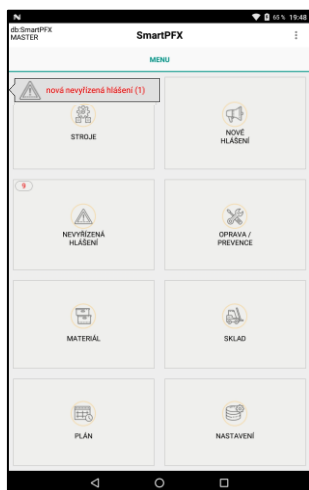 65 % 19:48
db:SmartPFX
MASTER
SmartPFX
MENU
nová nevyřízená hlášení (1)
STROJE
NOVÉ
HLÁŠENÍ
9
NEVYŘÍZENÁ
HLÁŠENÍ
OPRAVA /
PREVENCE
MATERIÁL
SKLAD
PLÁN
NASTAVENÍ